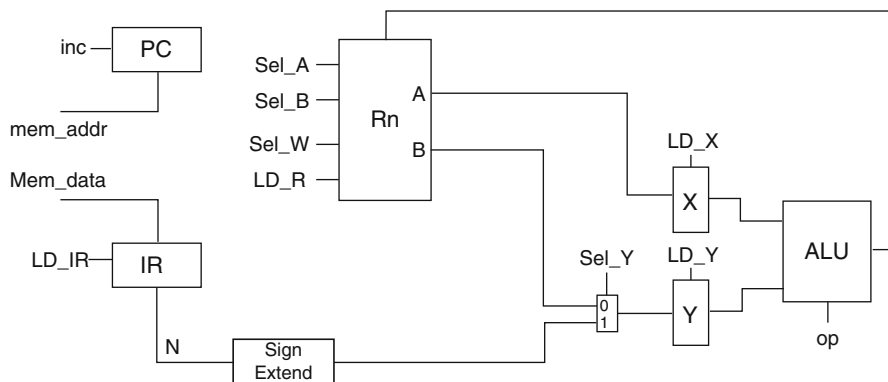 inc
PC
mem_addr
Mem_data
LD_IR
IR
N
Sign
Extend
Sel_A
Sel_B
Sel_W
LD_R
Rn
A
B
Sel_Y
0
1
LD_X
X
LD_Y
Y
ALU
op